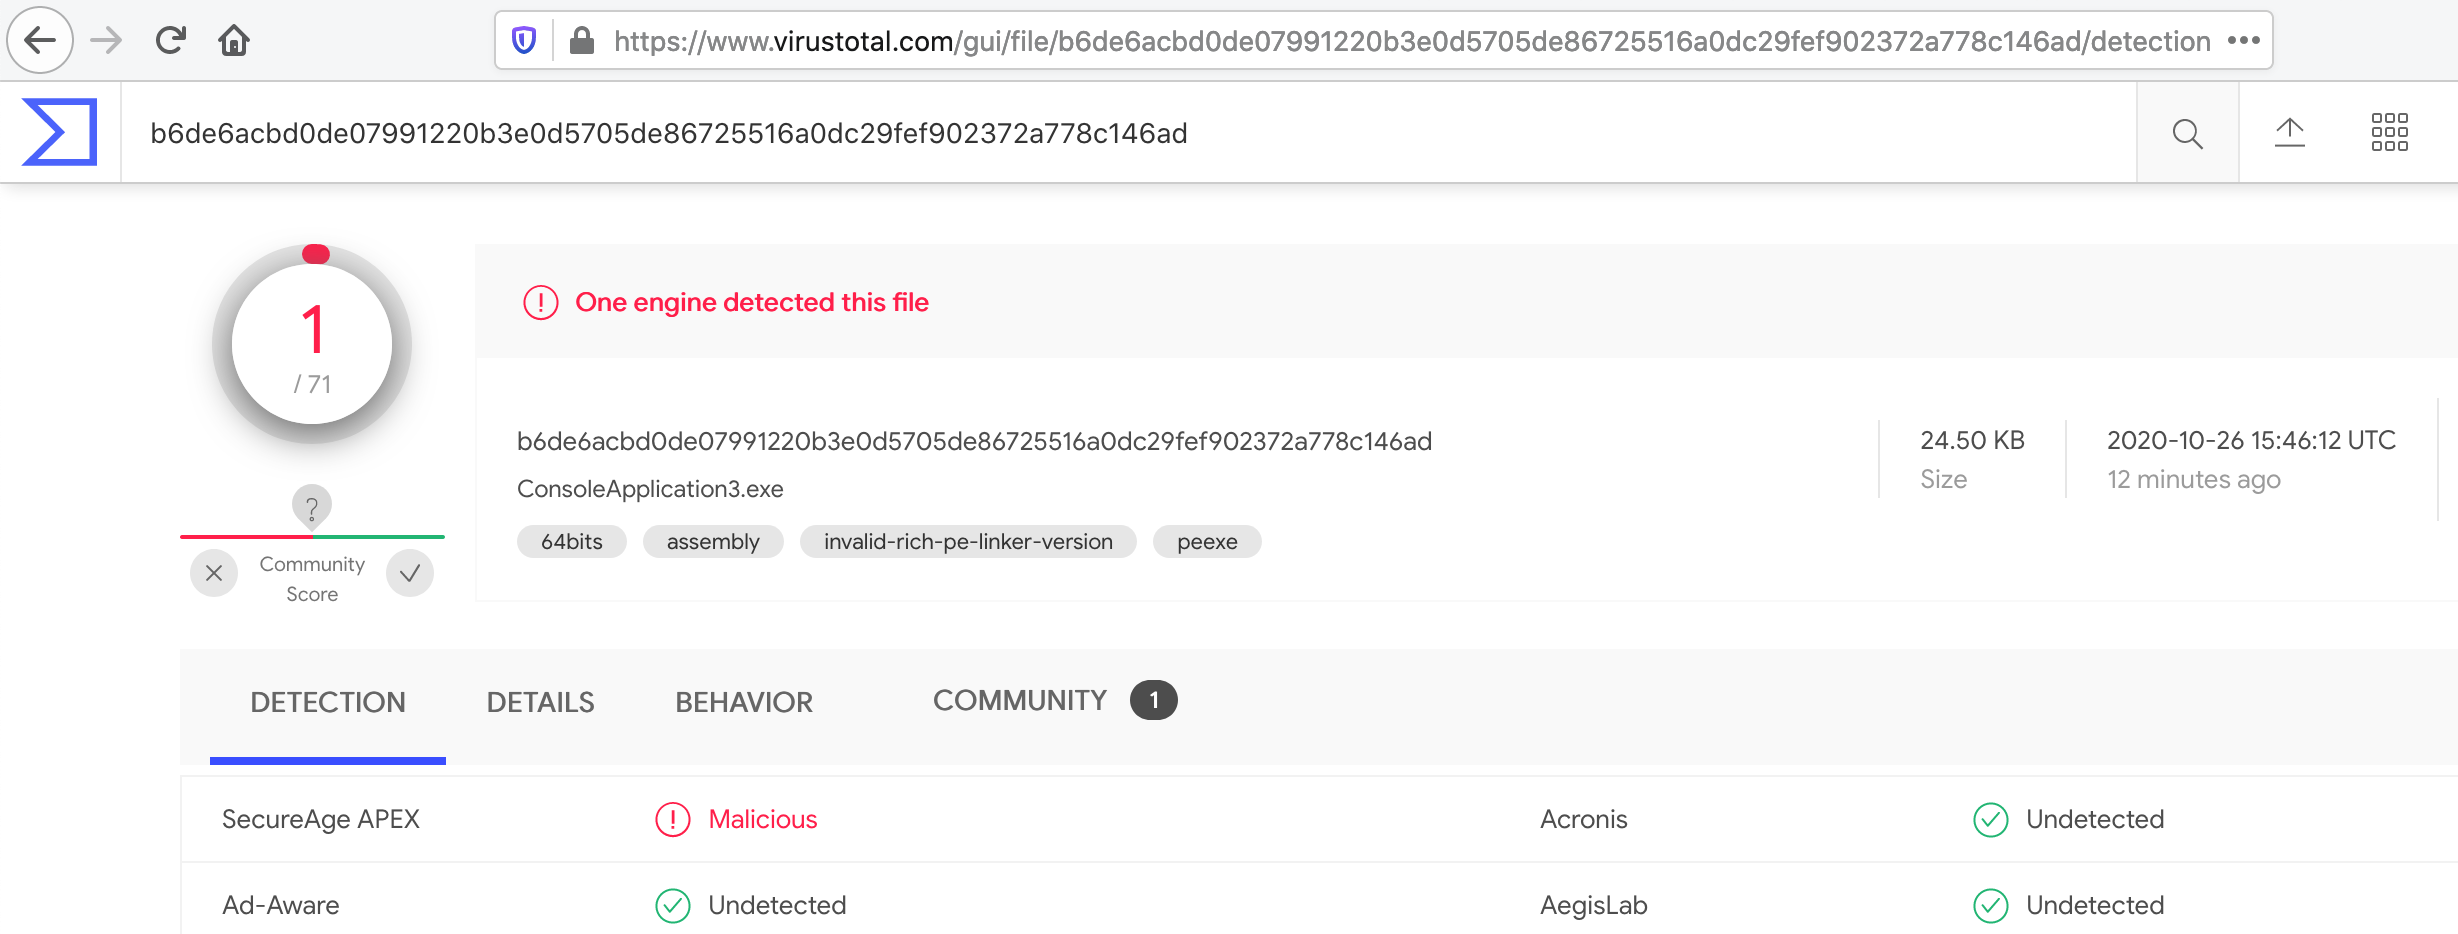 https://www.virustotal.com/gui/file/b6de6acbd0de07991220b3e0d5705de86725516a0dc29fef902372a778c146ad/detection
b6de6acbd0de07991220b3e0d5705de86725516a0dc29fef902372a778c146ad
1
/ 71
One engine detected this file
b6de6acbd0de07991220b3e0d5705de86725516a0dc29fef902372a778c146ad
24.50 KB
2020-10-26 15:46:12 UTC
Size
12 minutes ago
ConsoleApplication3.exe
64bits assembly invalid-rich-pe-linker-version peexe
?
Community
Score
DETECTION DETAILS BEHAVIOR COMMUNITY 1
SecureAge APEX Malicious Acronis Undetected
Ad-Aware Undetected AegisLab Undetected